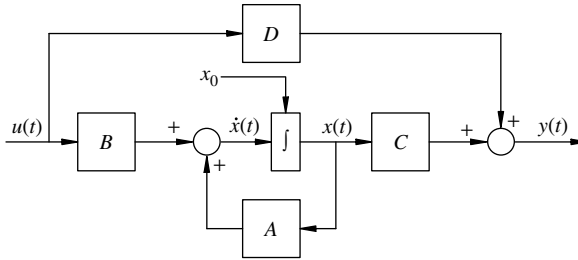 D
x₀
u(t)
B
+
ẋ(t)
∫
x(t)
C
+
+
y(t)
+
A